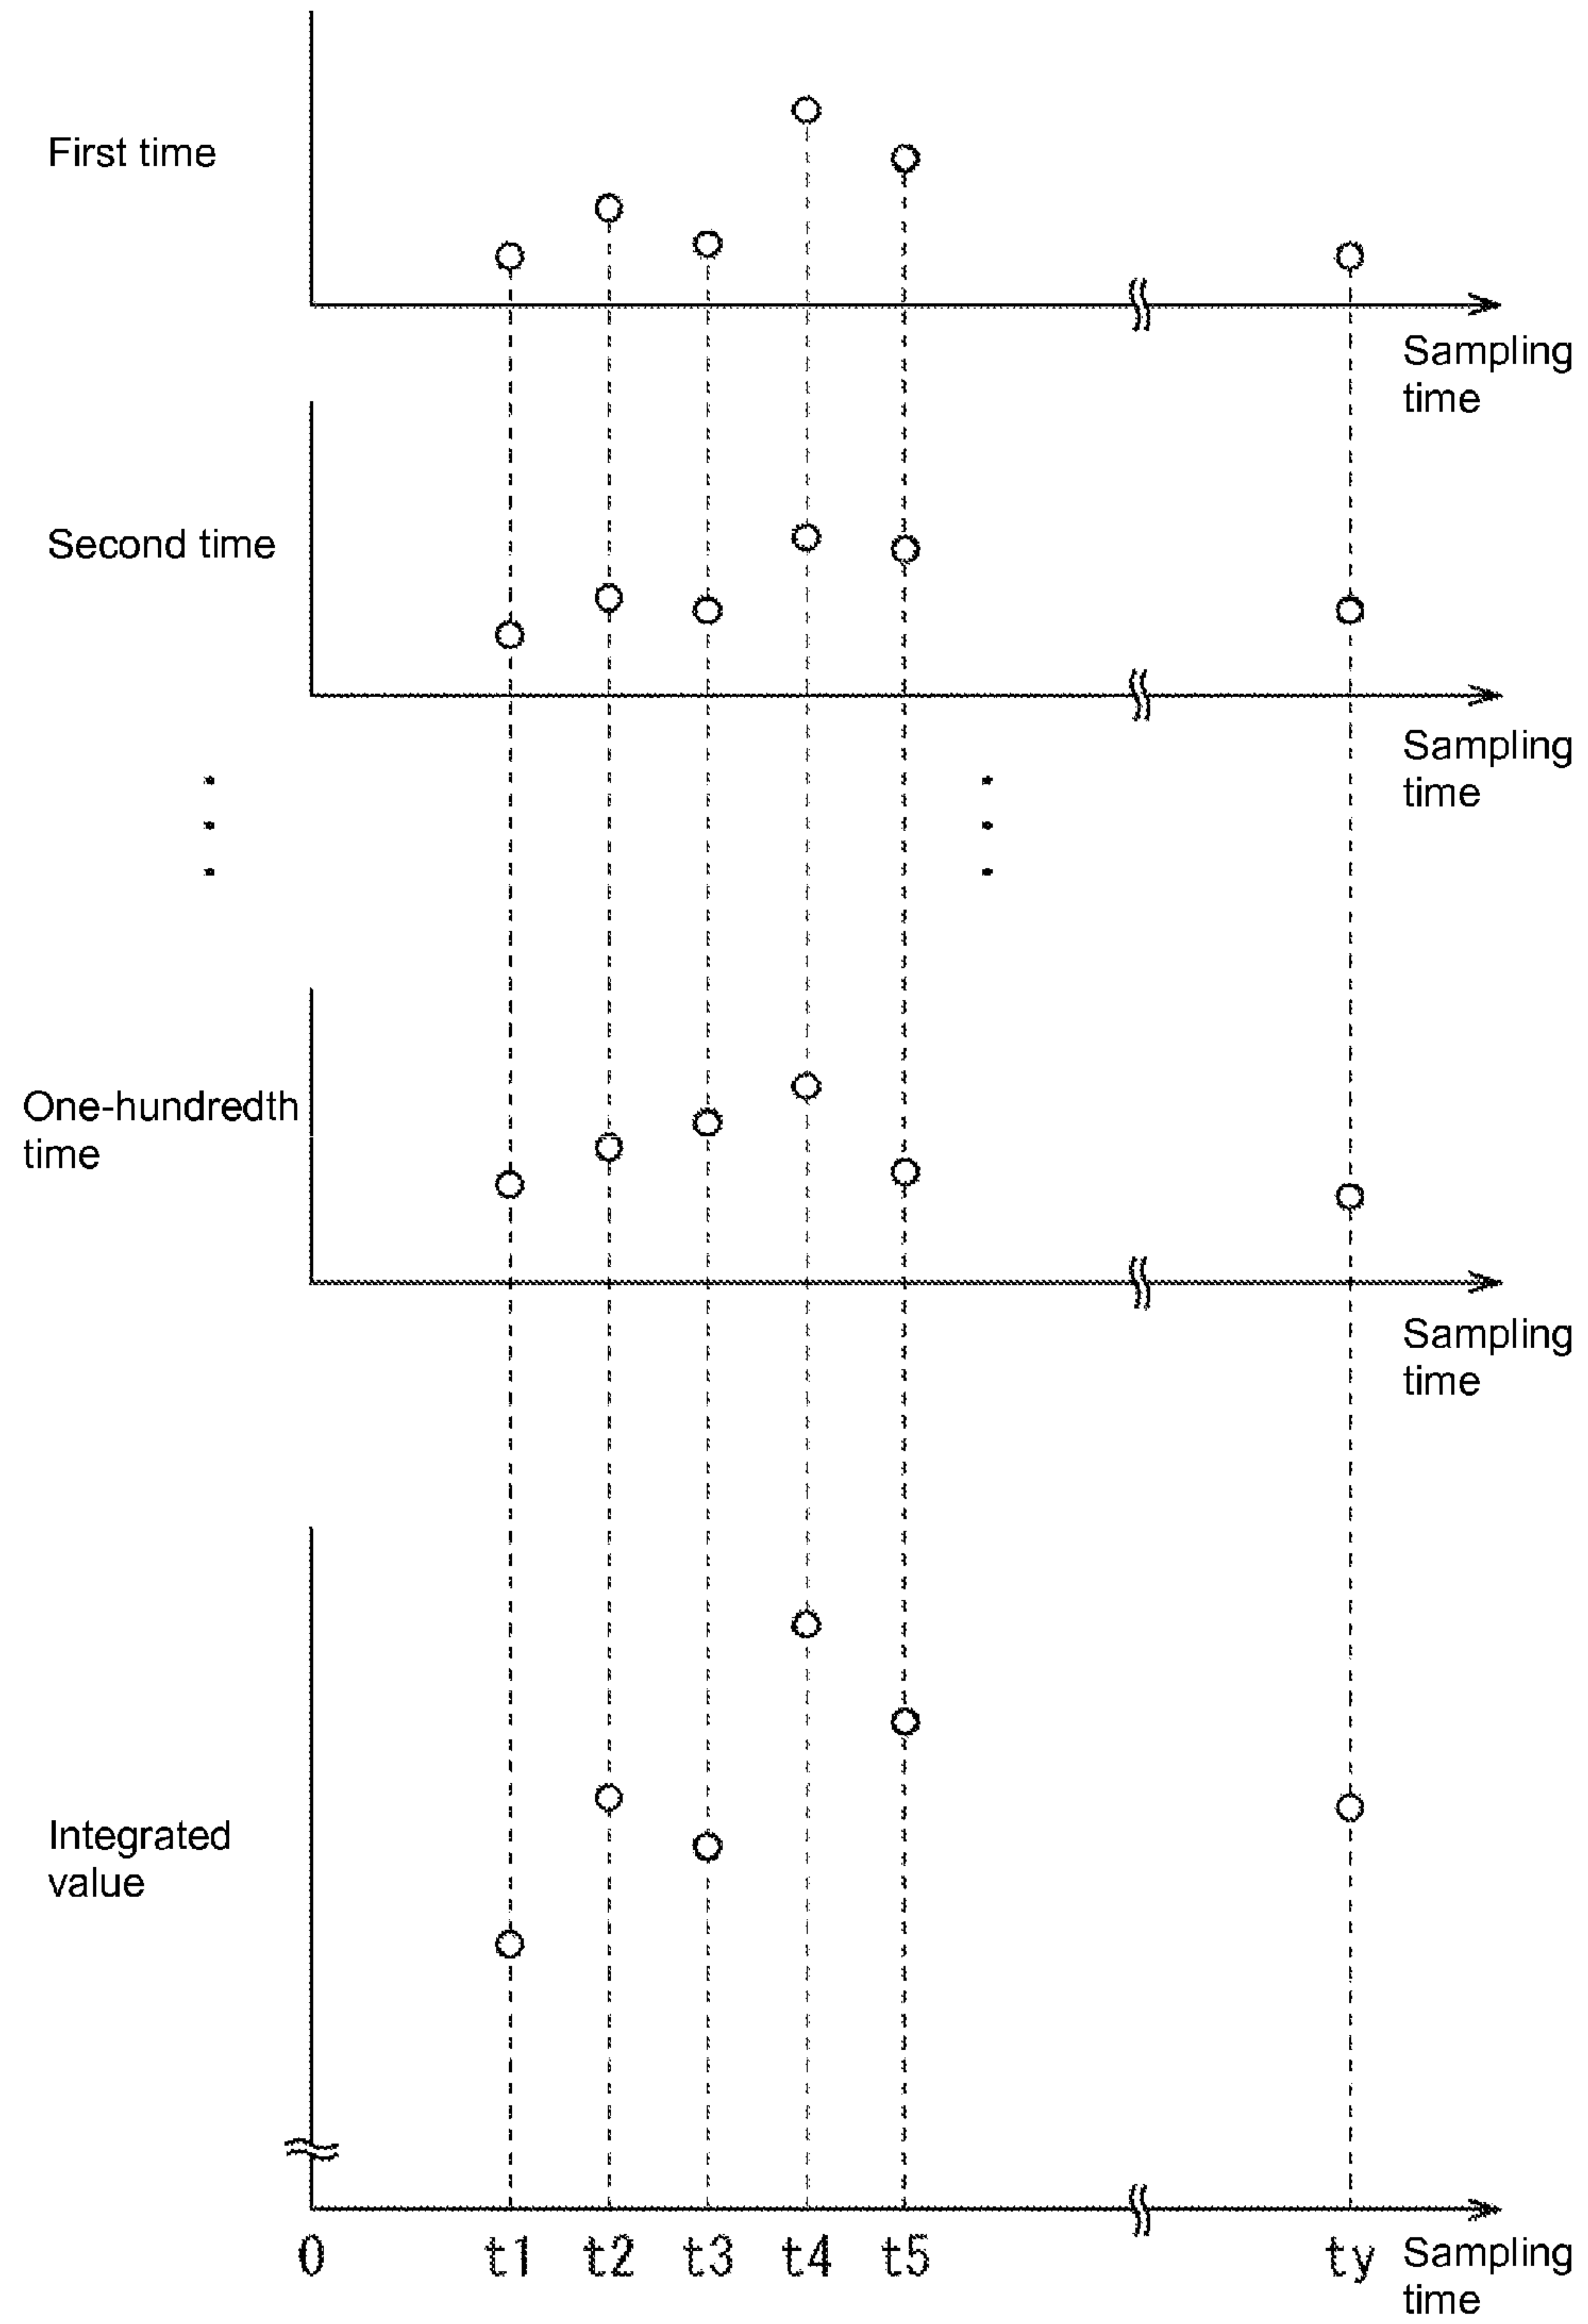 First time
Sampling
time
Second time
Sampling
time
One-hundredth
time
Sampling
time
Integrated
value
0 t1 t2 t3 t4 t5 ty Sampling
time